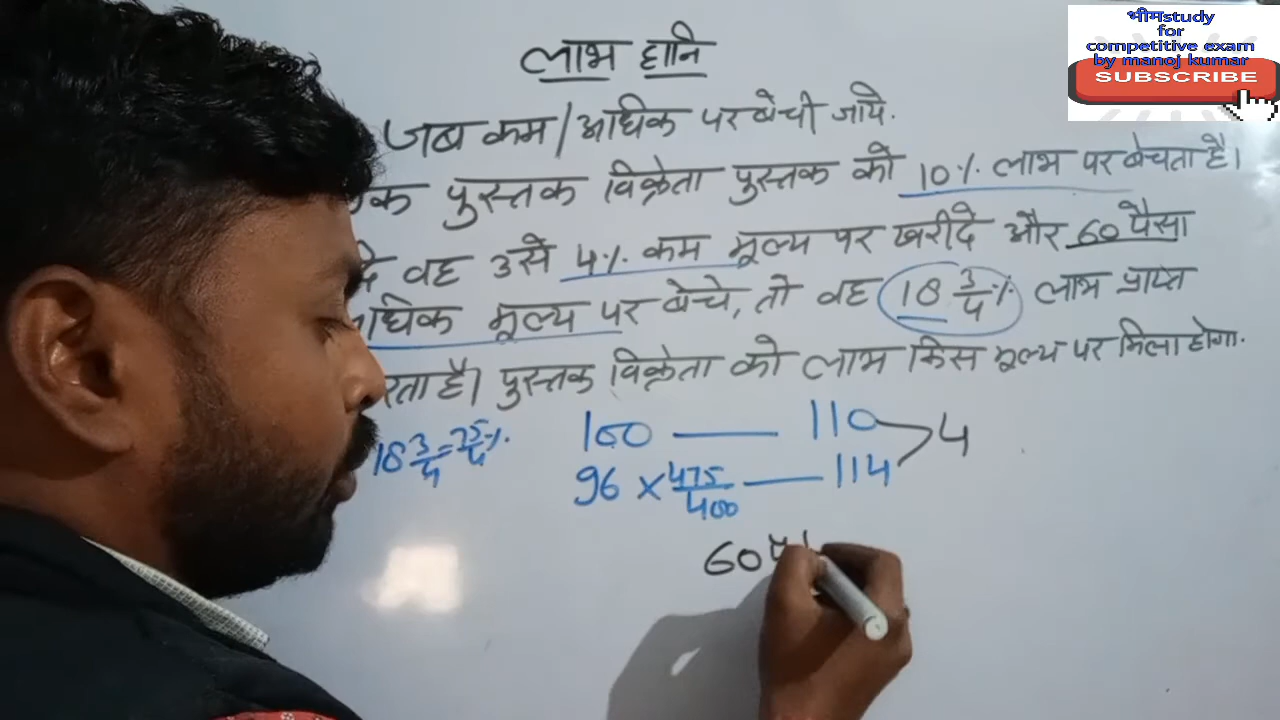 लाभ हानि
जब कम/अधिक पर बेची जाये.
पुस्तक विक्रेता पुस्तक को 10% लाभ पर बेचता है।
वह उसे 4% कम मूल्य पर खरीदे और 60 पैसा
मूल्य पर बेचे, तो वह 18 3/4% लाभ प्राप्त
है। पुस्तक विक्रेता को लाभ किस मूल्य पर मिला होगा.
18 3/4 = 75/4 %.
100 — 110
4
96 × 475/400 — 114
60
भीमstudy
for
competitive exam
by manoj kumar
SUBSCRIBE